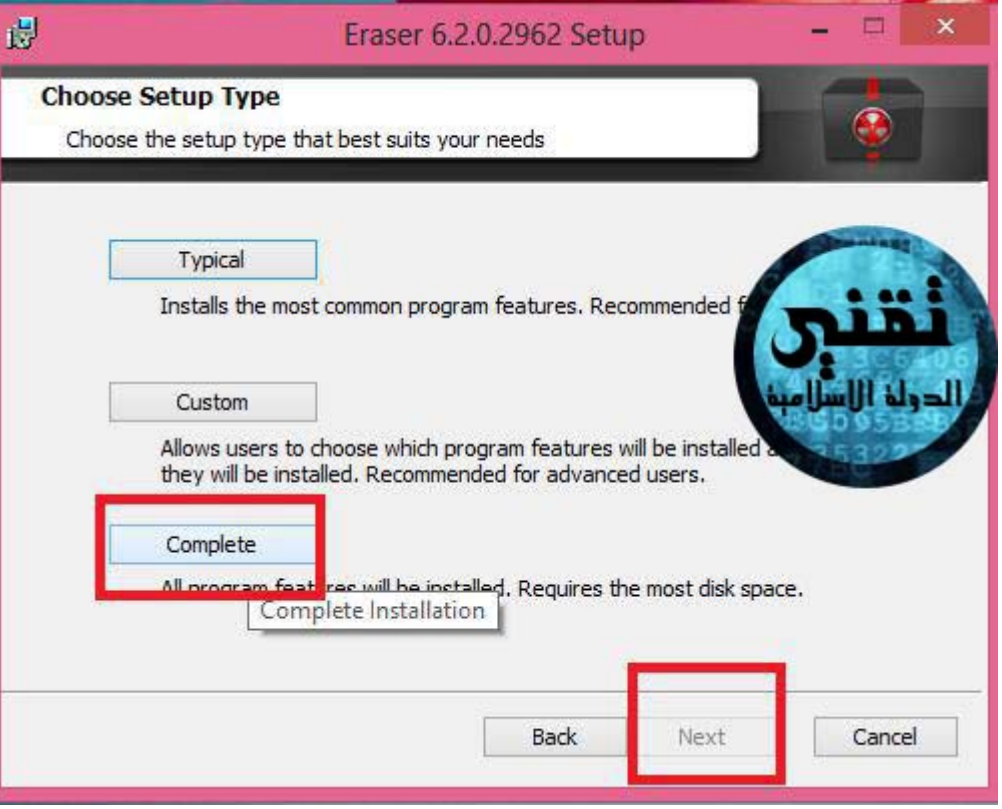 Eraser 6.2.0.2962 Setup
Choose Setup Type
Choose the setup type that best suits your needs
Typical
Installs the most common program features. Recommended
تقني
الدولة الاسلامية
Custom
Allows users to choose which program features will be installed
they will be installed. Recommended for advanced users.
Complete
All program features will be installed. Requires the most disk space.
Complete Installation
Back
Next
Cancel